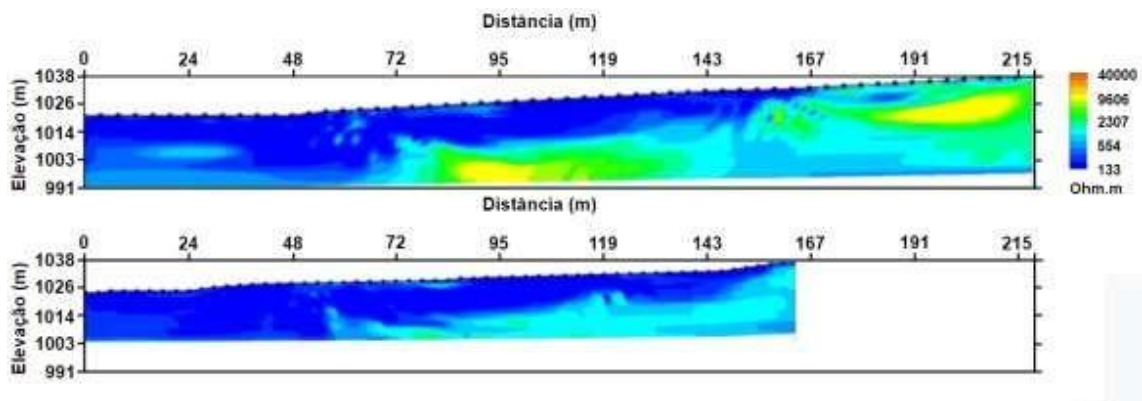 Distância (m)
0 24 48 72 95 119 143 167 191 215
Elevação (m)
1038
1026
1014
1003
991
40000
9606
2307
554
133
Ohm.m
Distância (m)
0 24 48 72 95 119 143 167 191 215
Elevação (m)
1038
1026
1014
1003
991